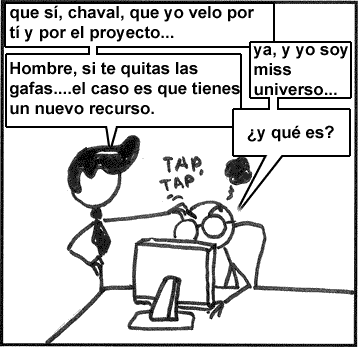 que sí, chaval, que yo velo por
tí y por el proyecto...
ya, y yo soy
miss
universo...
Hombre, si te quitas las
gafas....el caso es que tienes
un nuevo recurso.
¿y qué es?
TAP
TAP